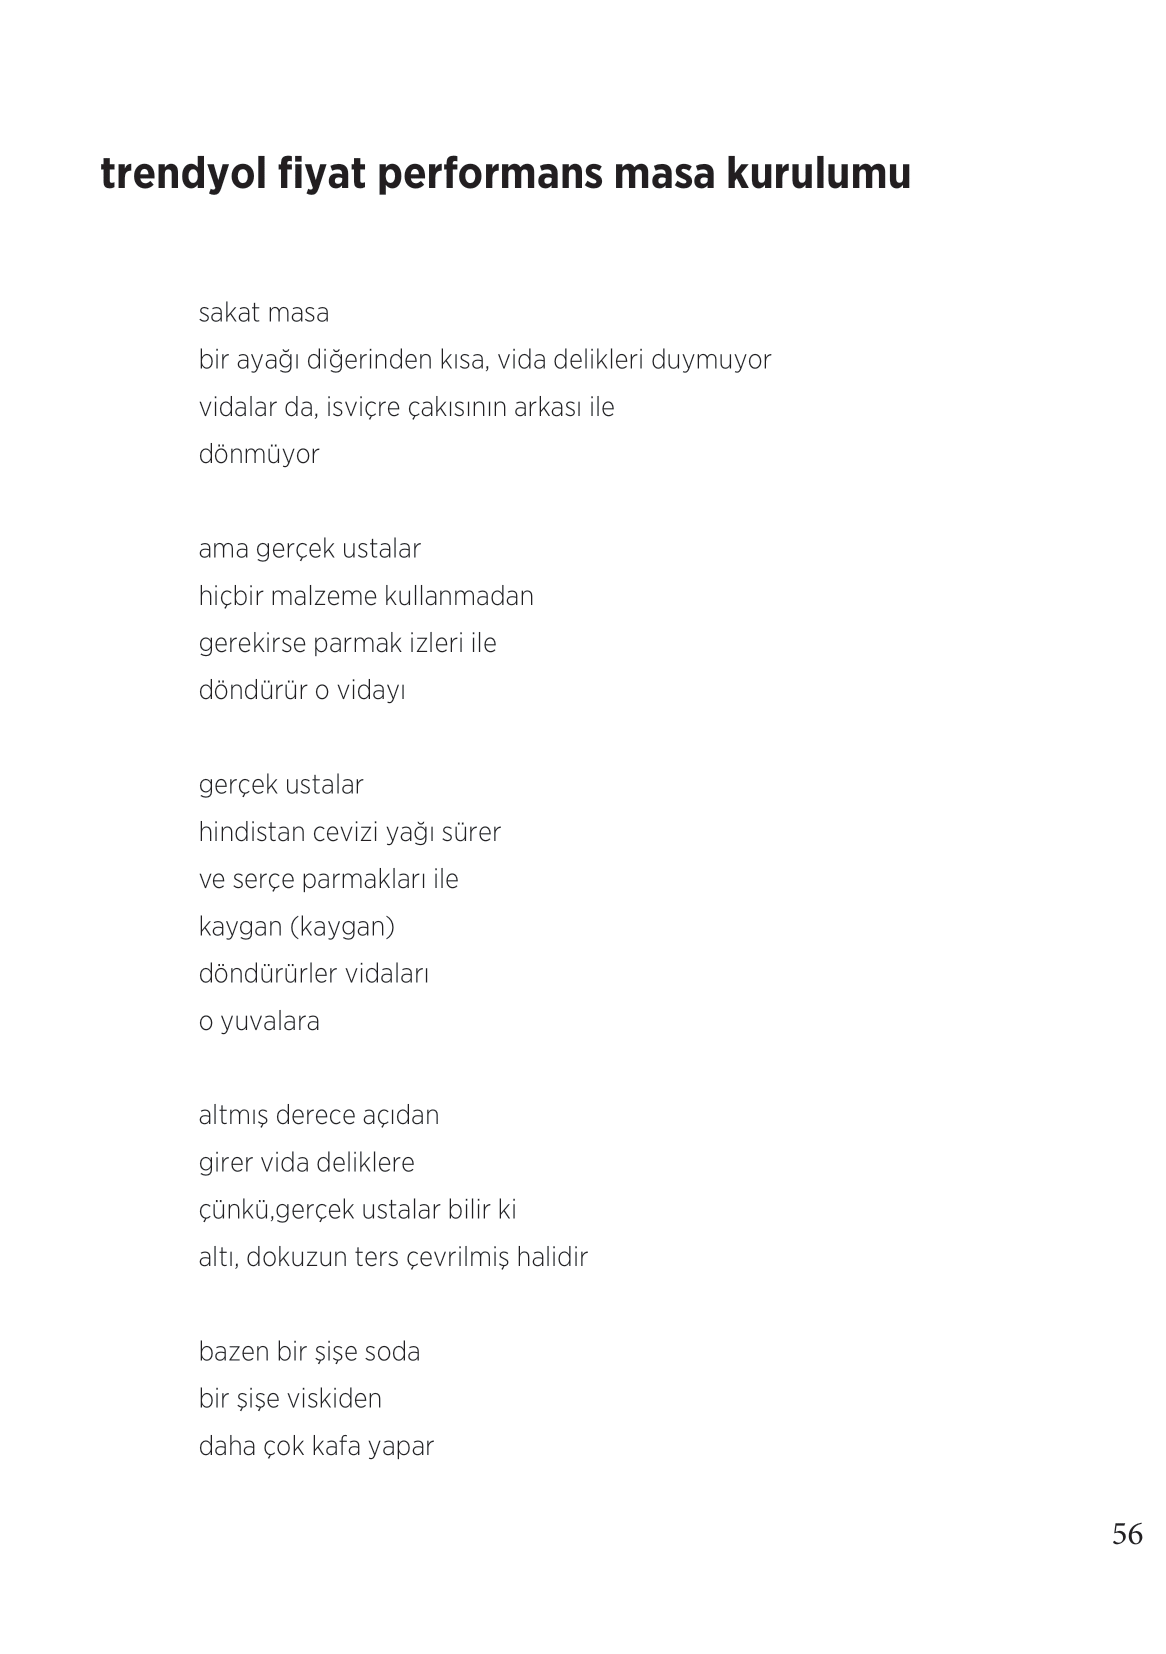 trendyol fiyat performans masa kurulumu
sakat masa
bir ayağı diğerinden kısa, vida delikleri duymuyor
vidalar da, isviçre çakısının arkası ile
dönmüyor
ama gerçek ustalar
hiçbir malzeme kullanmadan
gerekirse parmak izleri ile
döndürür o vidayı
gerçek ustalar
hindistan cevizi yağı sürer
ve serçe parmakları ile
kaygan (kaygan)
döndürürler vidaları
o yuvalara
altmış derece açıdan
girer vida deliklere
çünkü,gerçek ustalar bilir ki
altı, dokuzun ters çevrilmiş halidir
bazen bir şişe soda
bir şişe viskiden
daha çok kafa yapar
56